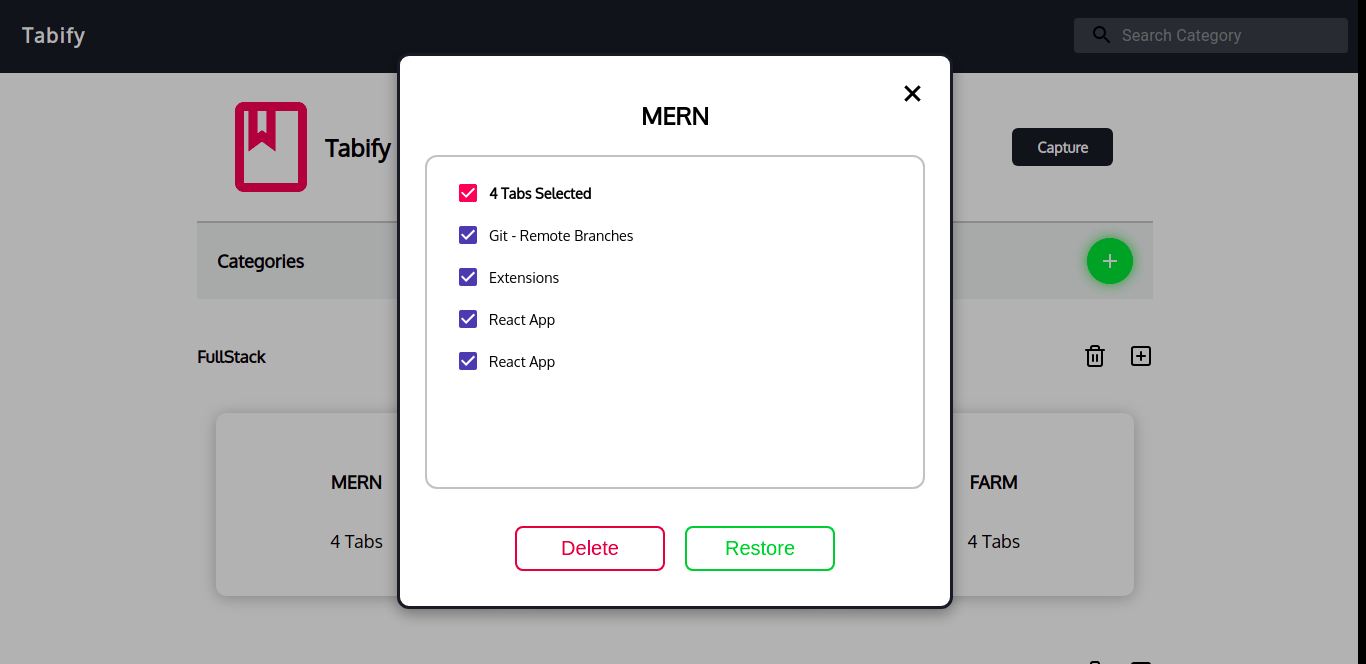 Tabify
Search Category
MERN
Tabify
Capture
4 Tabs Selected
Git - Remote Branches
Categories
Extensions
React App
FullStack
React App
MERN
FARM
4 Tabs
4 Tabs
Delete
Restore